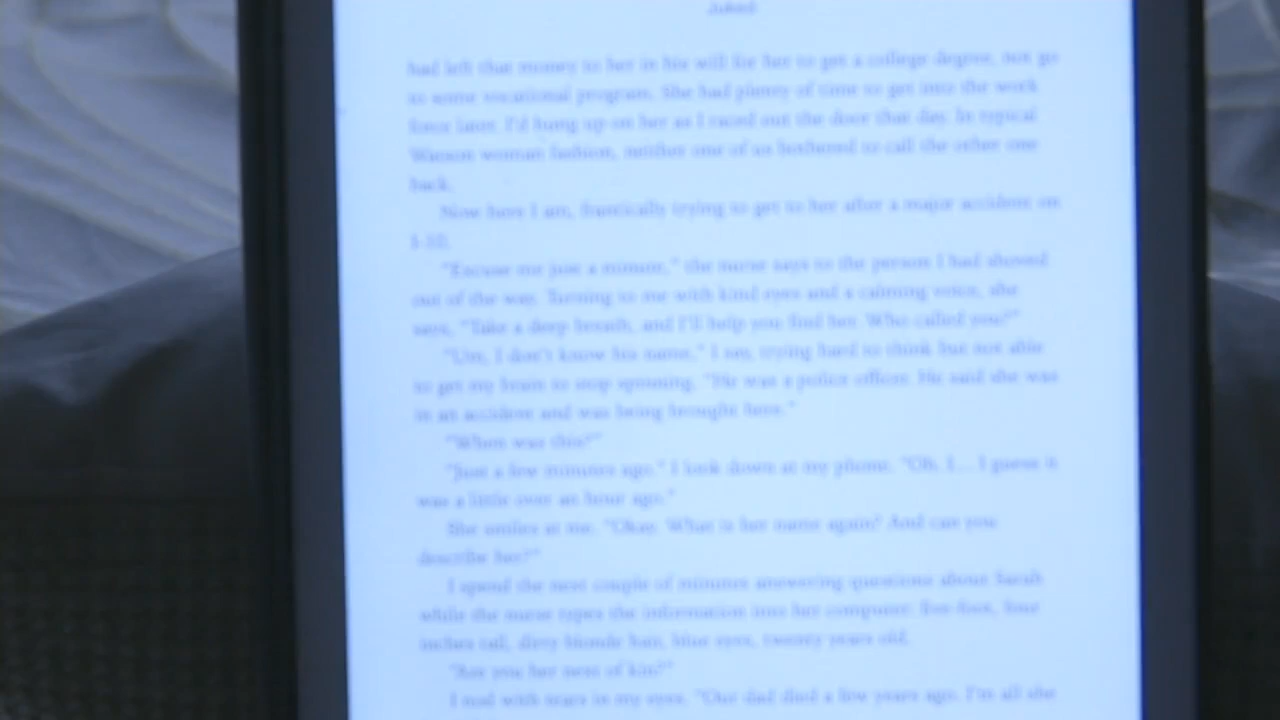 had left that money to her in his will for her to get a college degree, not go
to some vocational program. She had plenty of time to get into the work
force later. I'd hung up on her as I raced out the door that day. In typical
Watson woman fashion, neither one of us bothered to call the other one
back.
Now here I am, frantically trying to get to her after a major accident on
I-10.
"Excuse me just a minute," the nurse says to the person I had shoved
out of the way. Turning to me with kind eyes and a calming voice, she
says, "Take a deep breath, and I'll help you find her. Who called you?"
"Um, I don't know his name," I say, trying hard to think but not able
to get my brain to stop spinning. "He was a police officer. He said she was
in an accident and was being brought here."
"When was this?"
"Just a few minutes ago." I look down at my phone. "Oh, I... I guess it
was a little over an hour ago."
She smiles at me. "Okay. What is her name again? And can you
describe her?"
I spend the next couple of minutes answering questions about Sarah
while the nurse types the information into her computer: five-foot, four
inches tall, dirty blonde hair, blue eyes, twenty years old.
"Are you her next of kin?"
I nod with tears in my eyes. "Our dad died a few years ago. I'm all she